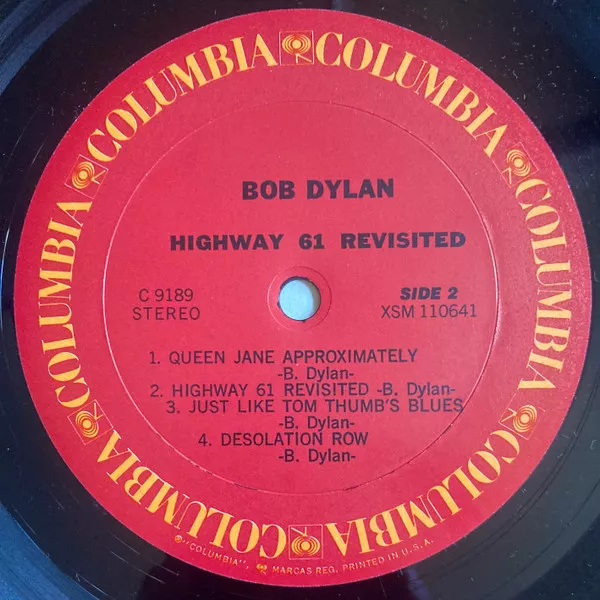 COLUMBIA COLUMBIA COLUMBIA COLUMBIA COLUMBIA COLUMBIA
BOB DYLAN
HIGHWAY 61 REVISITED
C 9189
STEREO
SIDE 2
XSM 110641
1. QUEEN JANE APPROXIMATELY
-B. Dylan-
2. HIGHWAY 61 REVISITED -B. Dylan-
3. JUST LIKE TOM THUMB'S BLUES
-B. Dylan-
4. DESOLATION ROW
-B. Dylan-
®"COLUMBIA", MARCAS REG. PRINTED IN U.S.A.